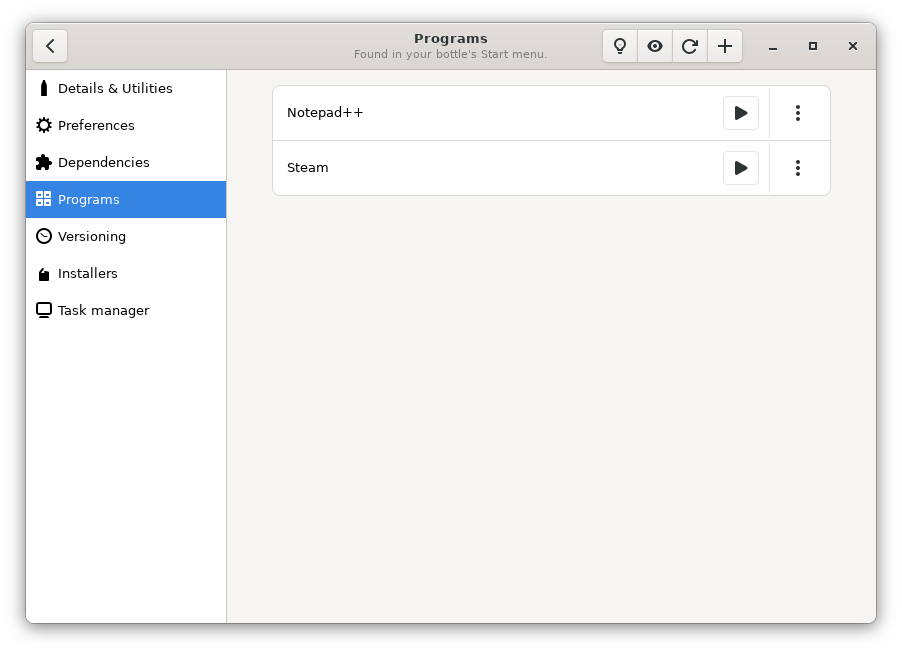 Programs
Found in your bottle's Start menu.
Details & Utilities
Preferences
Dependencies
Programs
Versioning
Installers
Task manager
Notepad++
Steam